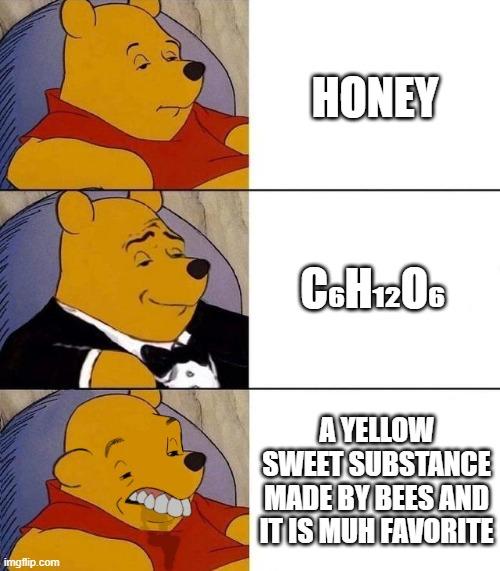 HONEY
C₆H₁₂O₆
A YELLOW
SWEET SUBSTANCE
MADE BY BEES AND
IT IS MUH FAVORITE
imgflip.com